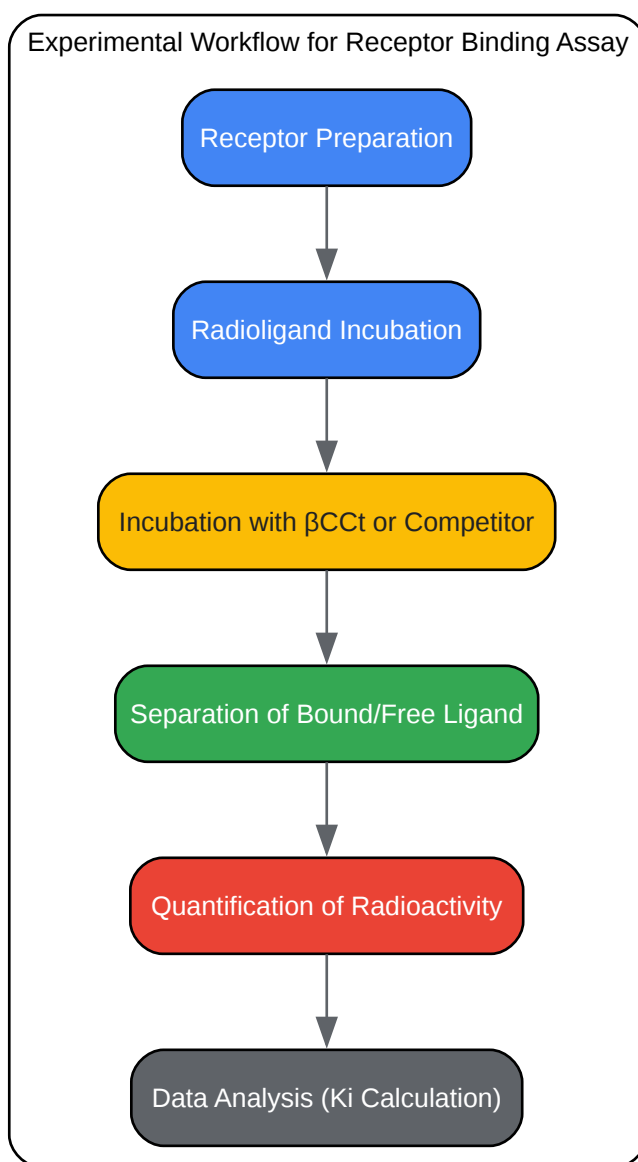 Experimental Workflow for Receptor Binding Assay
Receptor Preparation
Radioligand Incubation
Incubation with βCCt or Competitor
Separation of Bound/Free Ligand
Quantification of Radioactivity
Data Analysis (Ki Calculation)